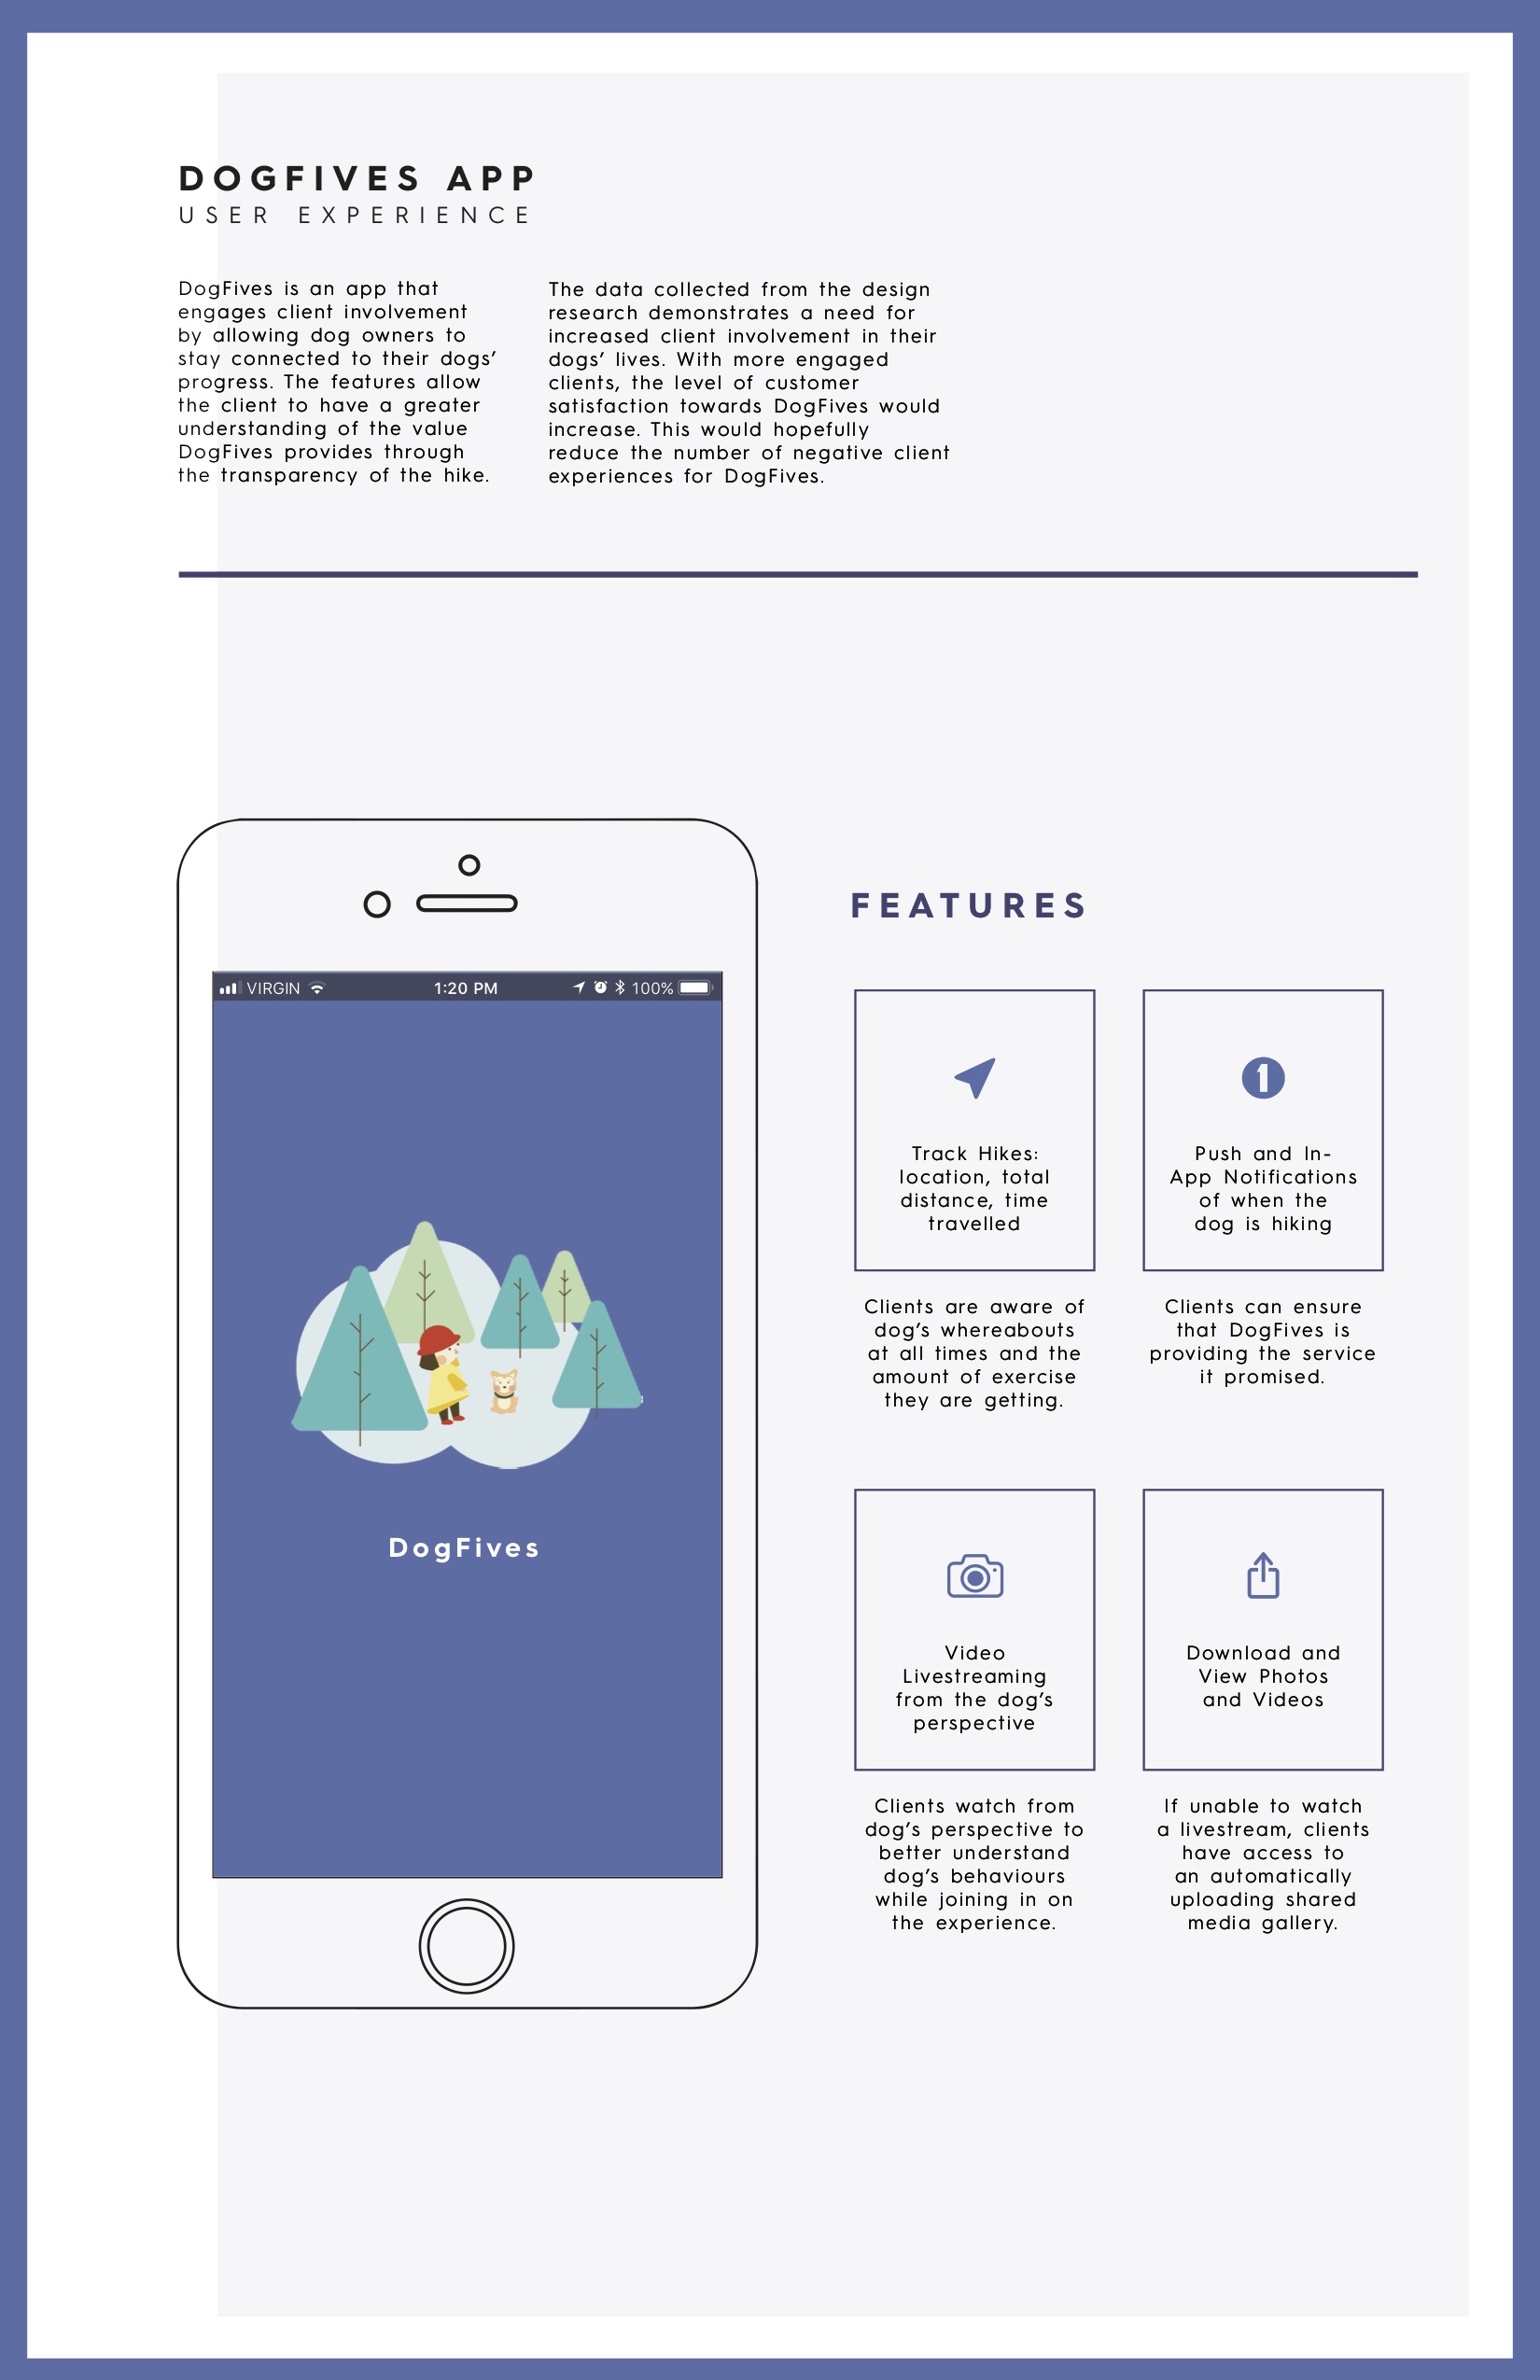 DOGFIVES APP
USER EXPERIENCE
DogFives is an app that
engages client involvement
by allowing dog owners to
stay connected to their dogs’
progress. The features allow
the client to have a greater
understanding of the value
DogFives provides through
the transparency of the hike.
The data collected from the design
research demonstrates a need for
increased client involvement in their
dogs’ lives. With more engaged
clients, the level of customer
satisfaction towards DogFives would
increase. This would hopefully
reduce the number of negative client
experiences for DogFives.
VIRGIN 1:20 PM 100%
DogFives
FEATURES
Track Hikes:
location, total
distance, time
travelled
Clients are aware of
dog’s whereabouts
at all times and the
amount of exercise
they are getting.
1
Push and In-
App Notifications
of when the
dog is hiking
Clients can ensure
that DogFives is
providing the service
it promised.
Video
Livestreaming
from the dog’s
perspective
Clients watch from
dog’s perspective to
better understand
dog’s behaviours
while joining in on
the experience.
Download and
View Photos
and Videos
If unable to watch
a livestream, clients
have access to
an automatically
uploading shared
media gallery.